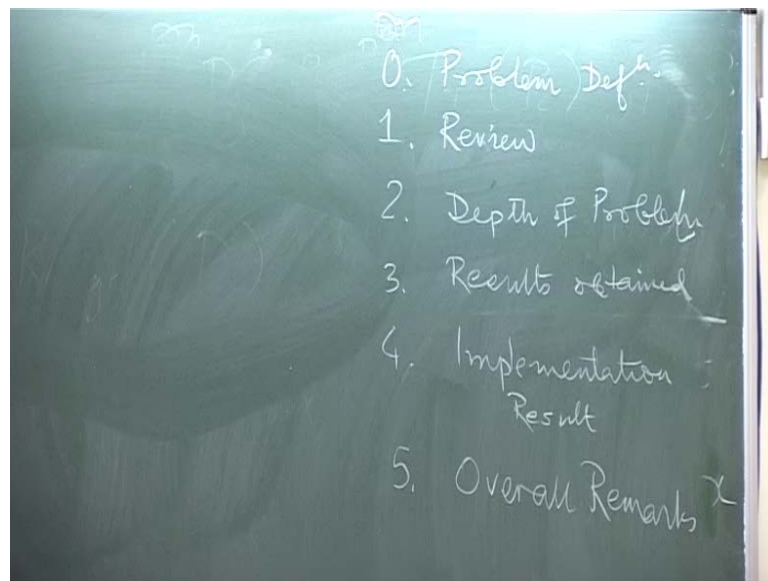 0. Problem Defn.
1. Review
2. Depth of Problem
3. Results obtained
4. Implementation
Result
5. Overall Remarks x